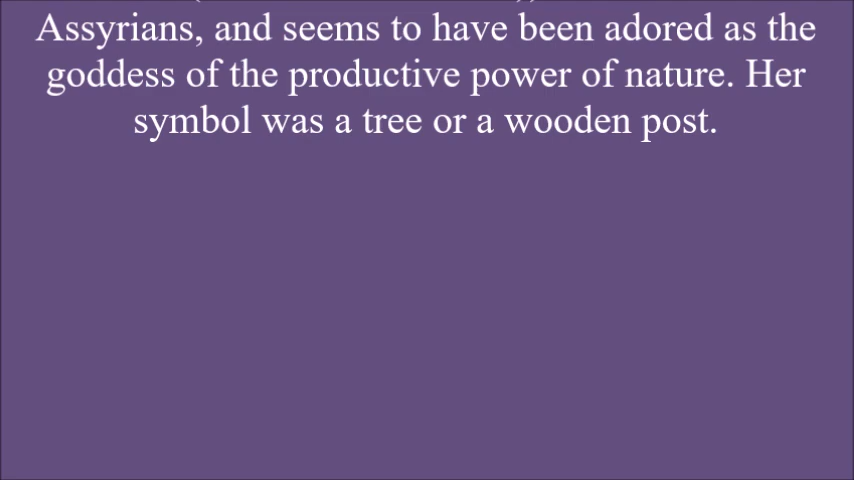 Assyrians, and seems to have been adored as the
goddess of the productive power of nature. Her
symbol was a tree or a wooden post.